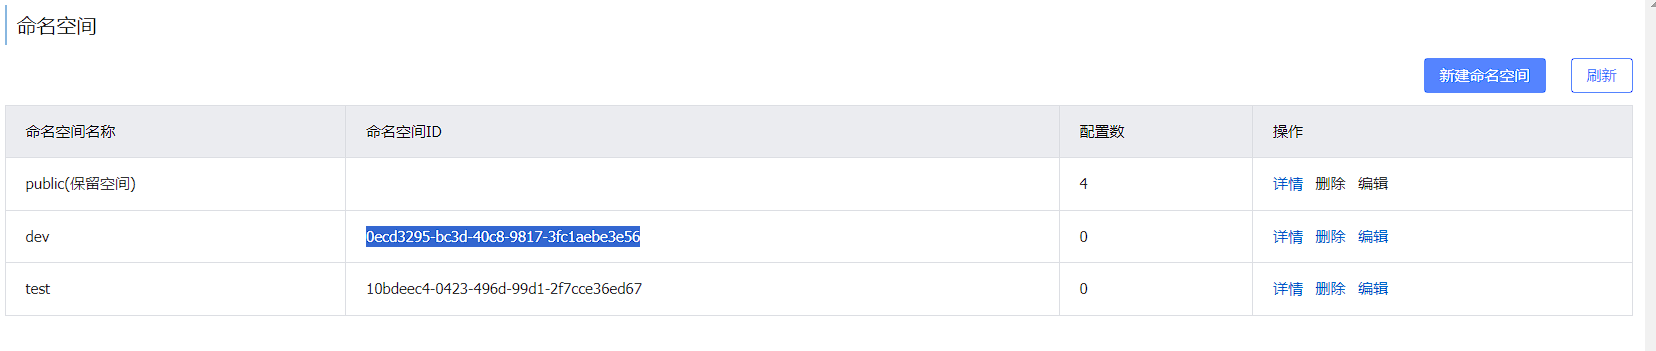 命名空间
新建命名空间 刷新
命名空间名称 命名空间ID 配置数 操作
public(保留空间) 4 详情 删除 编辑
dev 0ecd3295-bc3d-40c8-9817-3fc1aebe3e56 0 详情 删除 编辑
test 10bdeec4-0423-496d-99d1-2f7cce36ed67 0 详情 删除 编辑